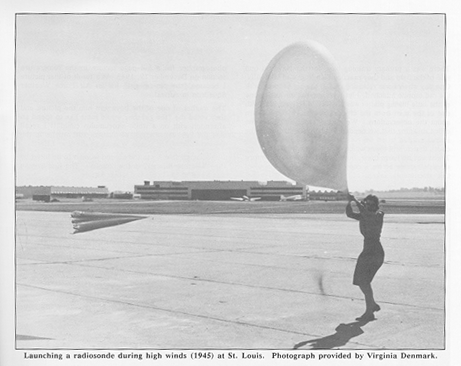 Launching a radiosonde during high winds (1945) at St. Louis. Photograph provided by Virginia Denmark.